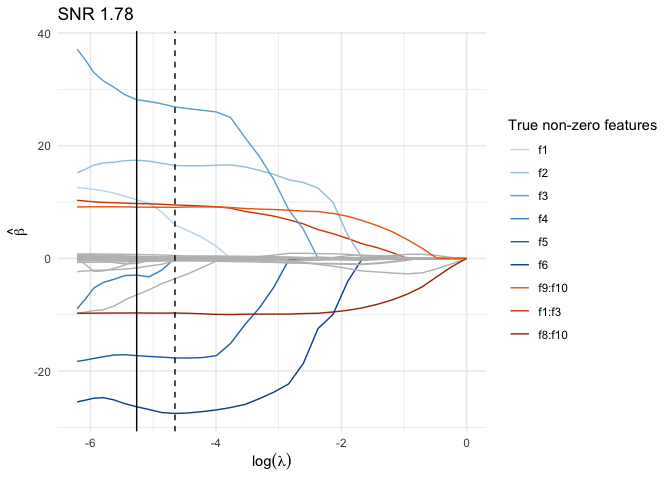 SNR 1.78
40
20
0
-20
β̂
-6
-4
-2
0
log(λ)
True non-zero features
f1
f2
f3
f4
f5
f6
f9:f10
f1:f3
f8:f10